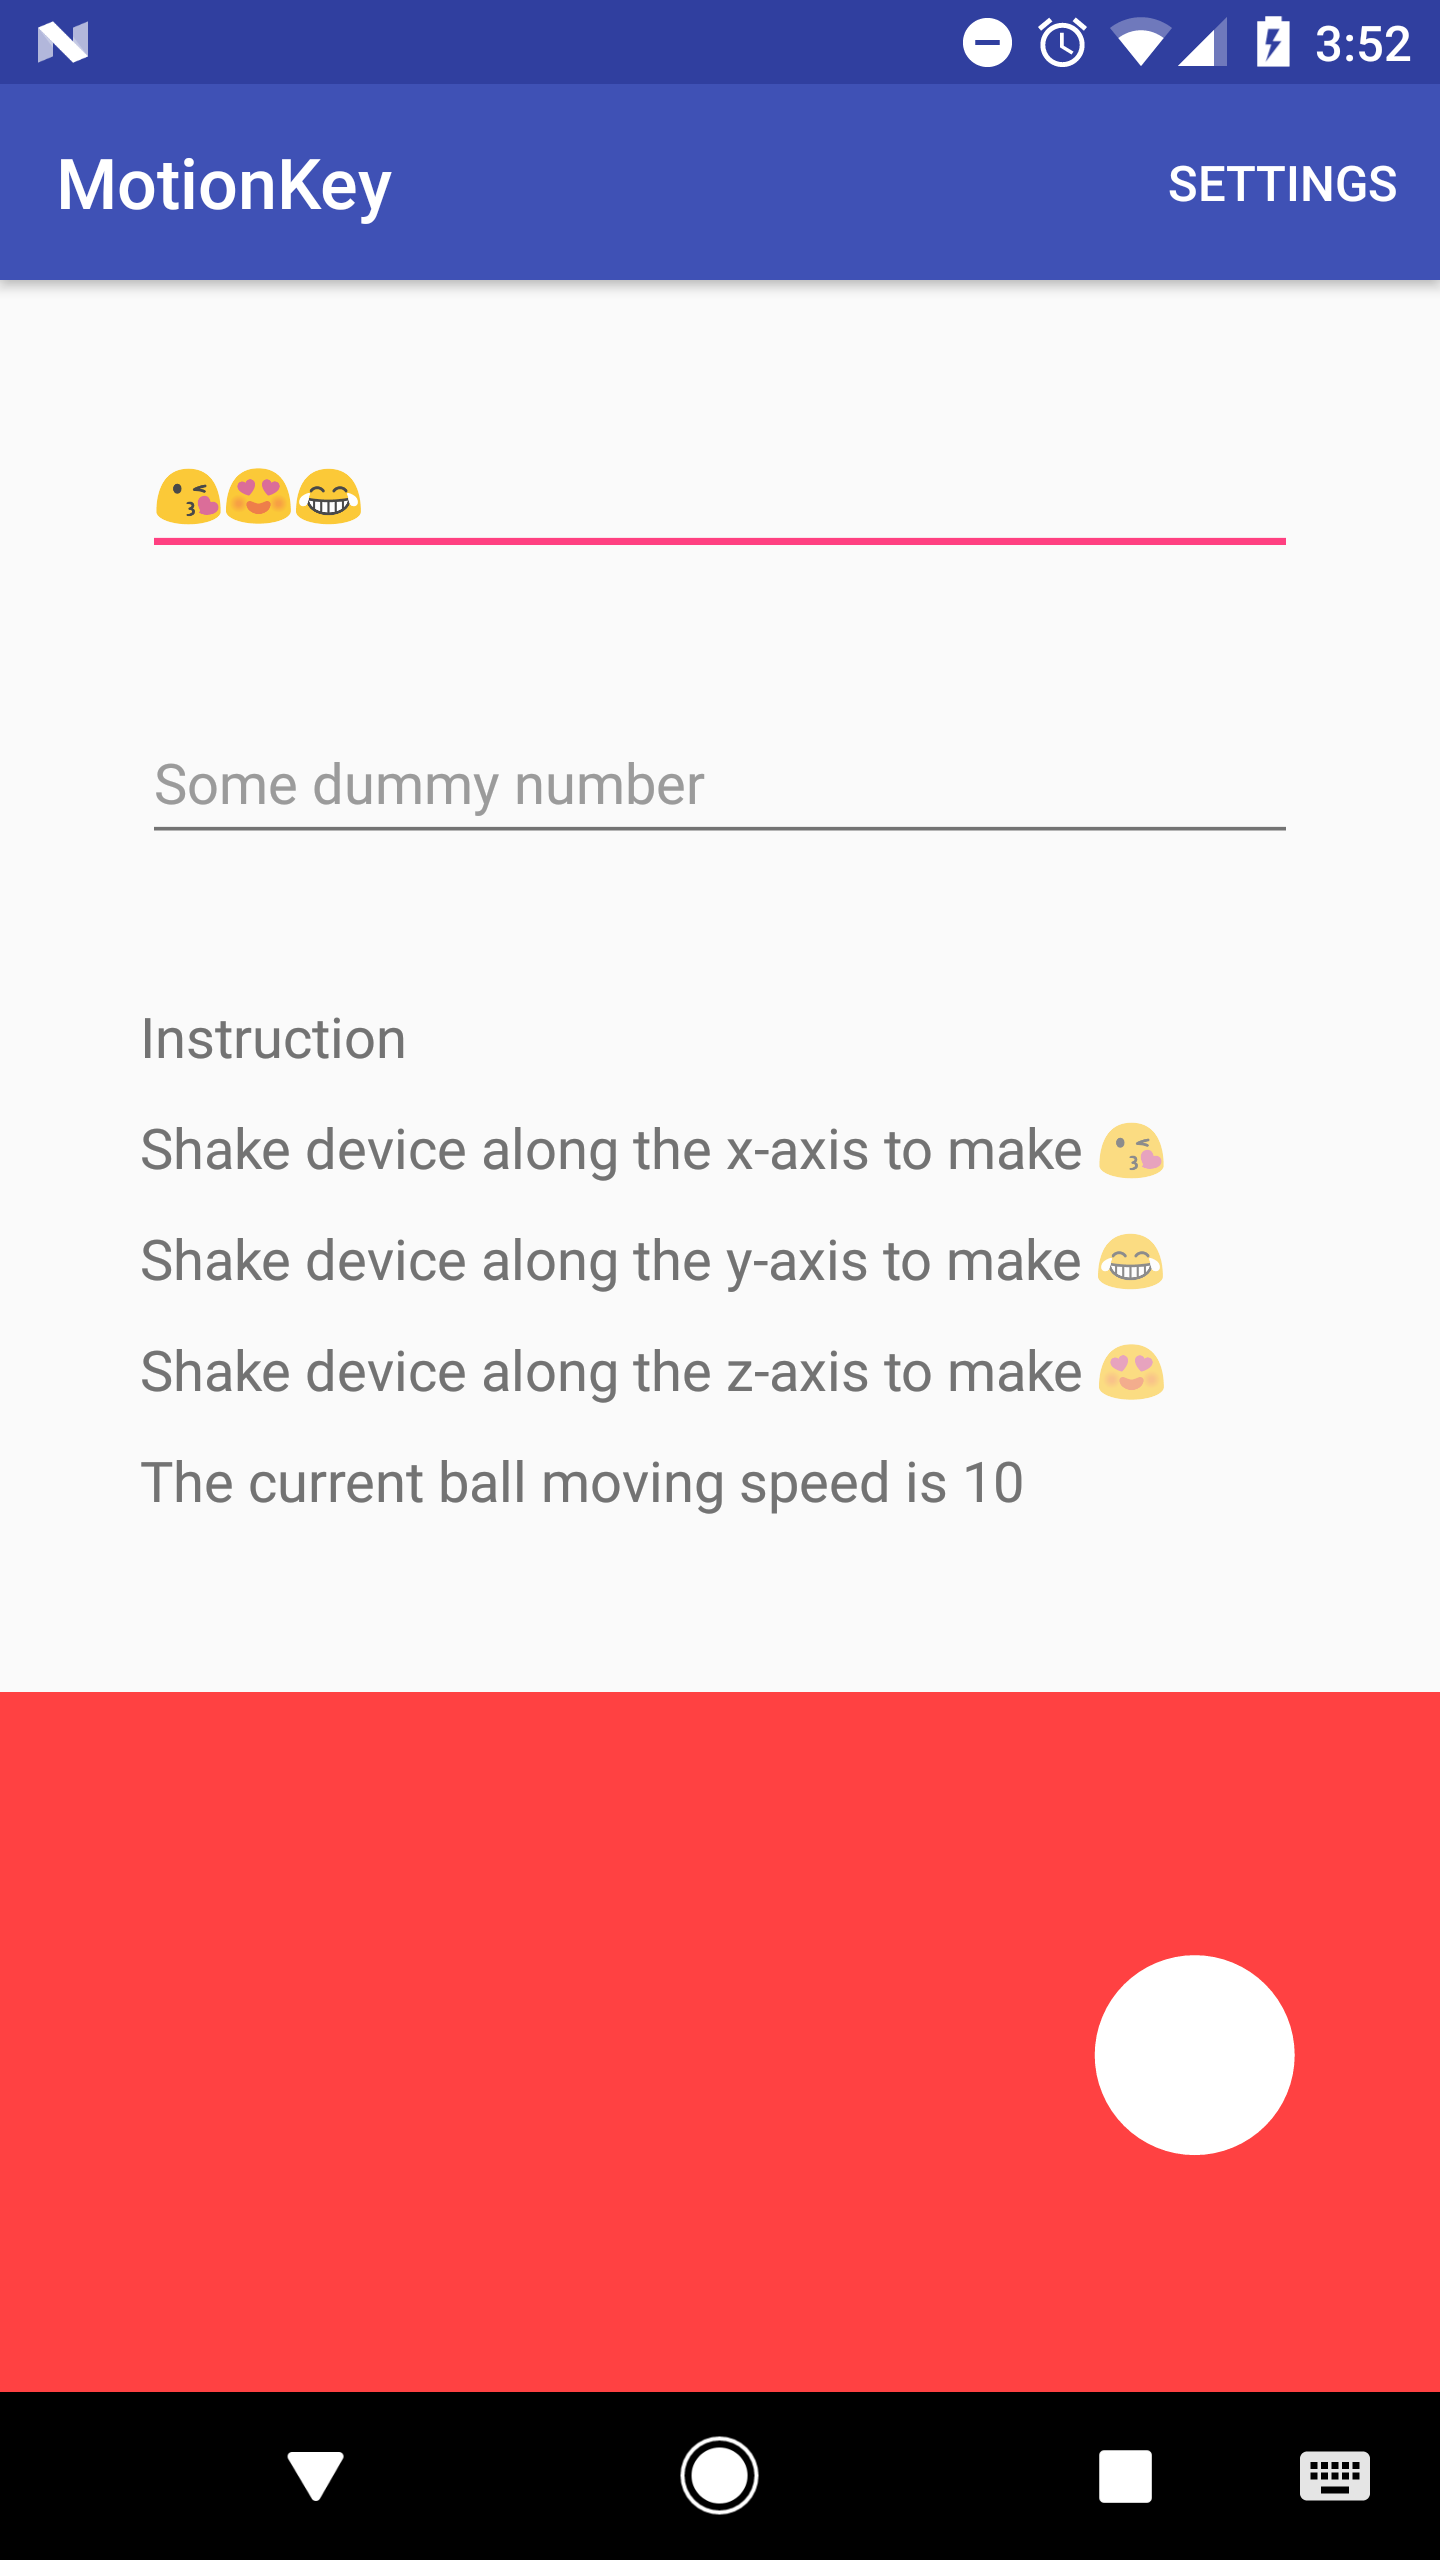 3:52
MotionKey
SETTINGS
😘😍😂
Some dummy number
Instruction
Shake device along the x-axis to make 😘
Shake device along the y-axis to make 😂
Shake device along the z-axis to make 😍
The current ball moving speed is 10